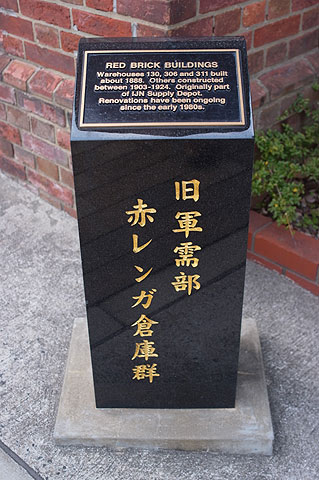 RED BRICK BUILDINGS
Warehouses 130, 306 and 311 built
about 1888. Others constructed
between 1903-1924. Originally part
of IJN Supply Depot.
Renovations have been ongoing
since the early 1980s.
旧軍需部
赤レンガ倉庫群